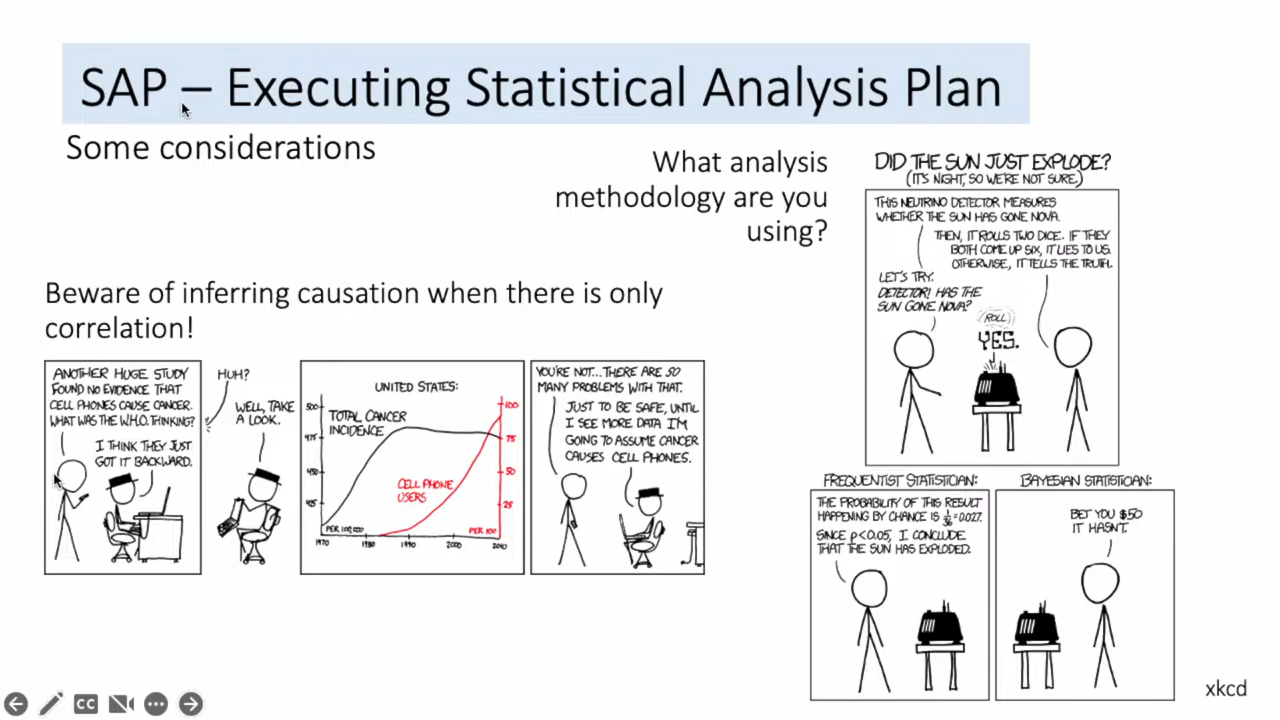 SAP – Executing Statistical Analysis Plan
Some considerations
What analysis
methodology are you
using?
Beware of inferring causation when there is only
correlation!
ANOTHER HUGE STUDY
FOUND NO EVIDENCE THAT
CELL PHONES CAUSE CANCER.
WHAT WAS THE W.H.O. THINKING?
I THINK THEY JUST
GOT IT BACKWARD.
HUH?
WELL, TAKE
A LOOK.
UNITED STATES:
TOTAL CANCER
INCIDENCE
CELL PHONE
USERS
500
475
450
425
PER 100,000
100
75
50
25
PER 100
1970
1980
1990
2000
2010
YOU'RE NOT... THERE ARE SO
MANY PROBLEMS WITH THAT.
JUST TO BE SAFE, UNTIL
I SEE MORE DATA I'M
GOING TO ASSUME CANCER
CAUSES CELL PHONES.
DID THE SUN JUST EXPLODE?
(IT'S NIGHT, SO WE'RE NOT SURE.)
THIS NEUTRINO DETECTOR MEASURES
WHETHER THE SUN HAS GONE NOVA.
THEN, IT ROLLS TWO DICE. IF THEY
BOTH COME UP SIX, IT LIES TO US.
OTHERWISE, IT TELLS THE TRUTH.
LET'S TRY.
DETECTOR! HAS THE
SUN GONE NOVA?
(ROLL)
YES.
FREQUENTIST STATISTICIAN:
THE PROBABILITY OF THIS RESULT
HAPPENING BY CHANCE IS 1/36=0.027.
SINCE p<0.05, I CONCLUDE
THAT THE SUN HAS EXPLODED.
BAYESIAN STATISTICIAN:
BET YOU $50
IT HASN'T.
xkcd
CC